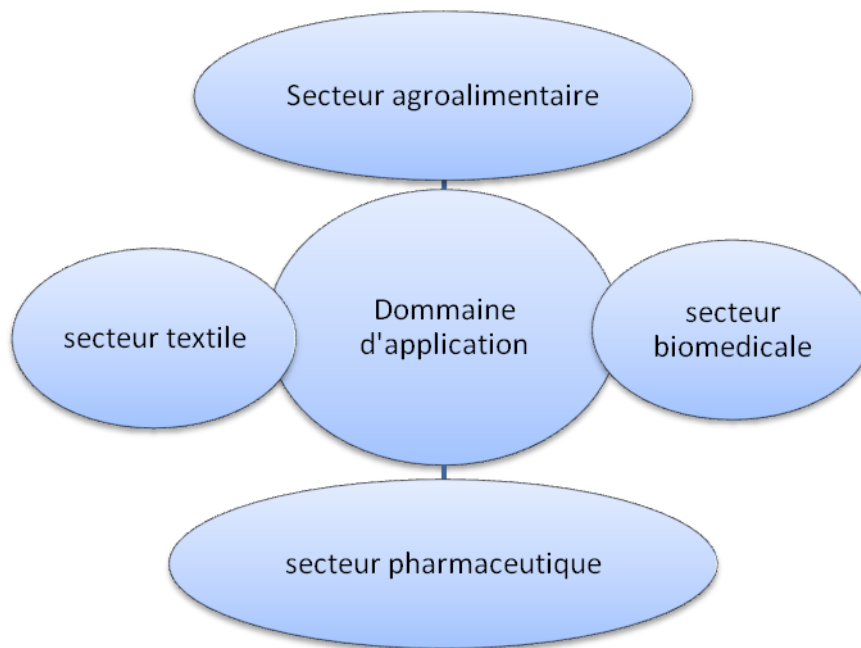 Secteur agroalimentaire
secteur textile
Dommaine
d'application
secteur
biomedicale
secteur pharmaceutique